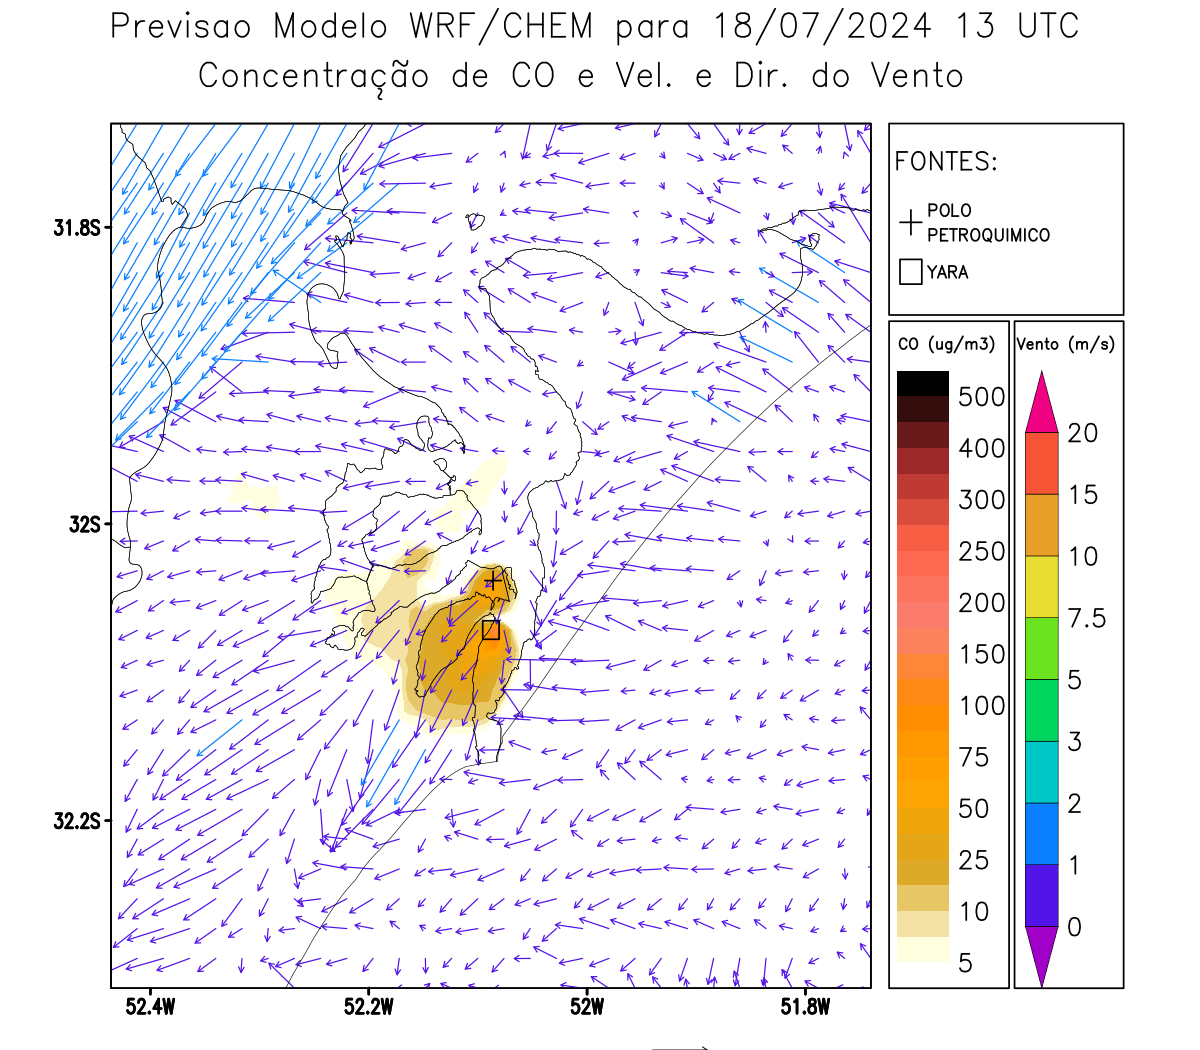 Previsao Modelo WRF/CHEM para 18/07/2024 13 UTC
Concentração de CO e Vel. e Dir. do Vento
FONTES:
POLO
PETROQUIMICO
YARA
CO (ug/m3)
500
400
300
250
200
150
100
75
50
25
10
5
Vento (m/s)
20
15
10
7.5
5
3
2
1
0
31.8S
32S
32.2S
52.4W
52.2W
52W
51.8W